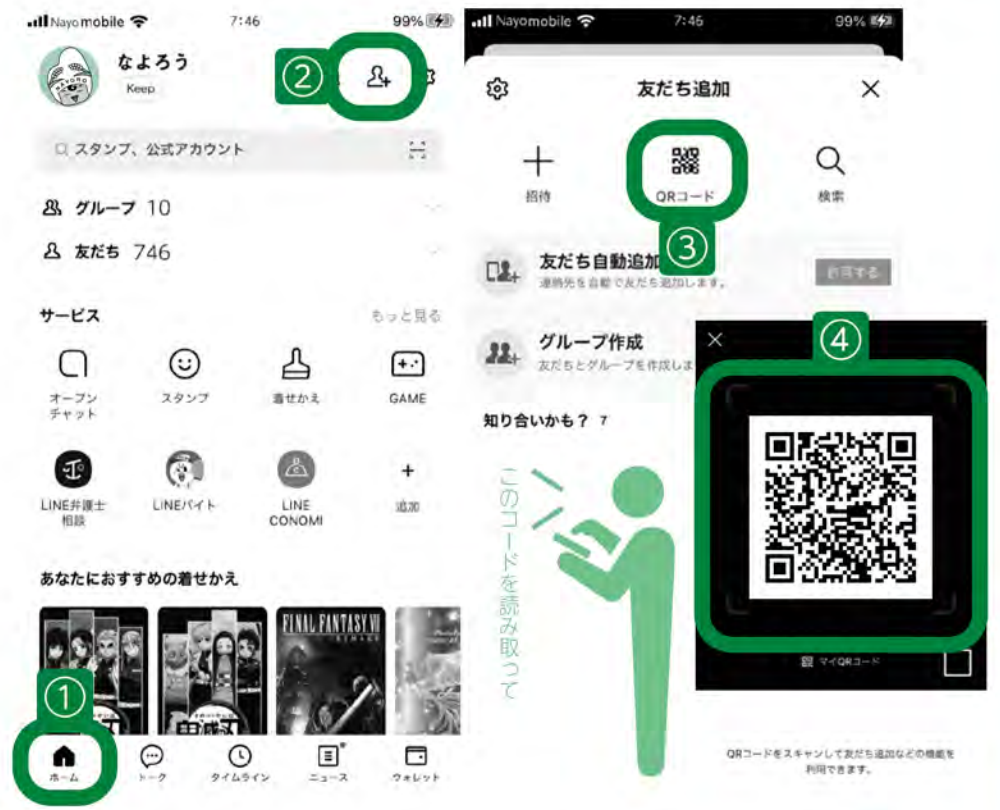 Nayomobile
7:46
99%
なよろう
Keep
②
スタンプ、公式アカウント
グループ 10
友だち 746
サービス
もっと見る
オープン
チャット
スタンプ
着せかえ
GAME
LINE弁護士
相談
LINEバイト
LINE
CONOMI
追加
あなたにおすすめの着せかえ
FINAL FANTASY VII
REMAKE
鬼滅の刃
①
ホーム
トーク
タイムライン
ニュース
ウォレット
Nayomobile
7:46
99%
友だち追加
招待
QRコード
検索
③
友だち自動追加
連絡先を自動で友だち追加します。
許可する
グループ作成
友だちとグループを作成しま
知り合いかも? 7
このコードを読み取って
④
マイQRコード
QRコードをスキャンして友だち追加などの機能を
利用できます。